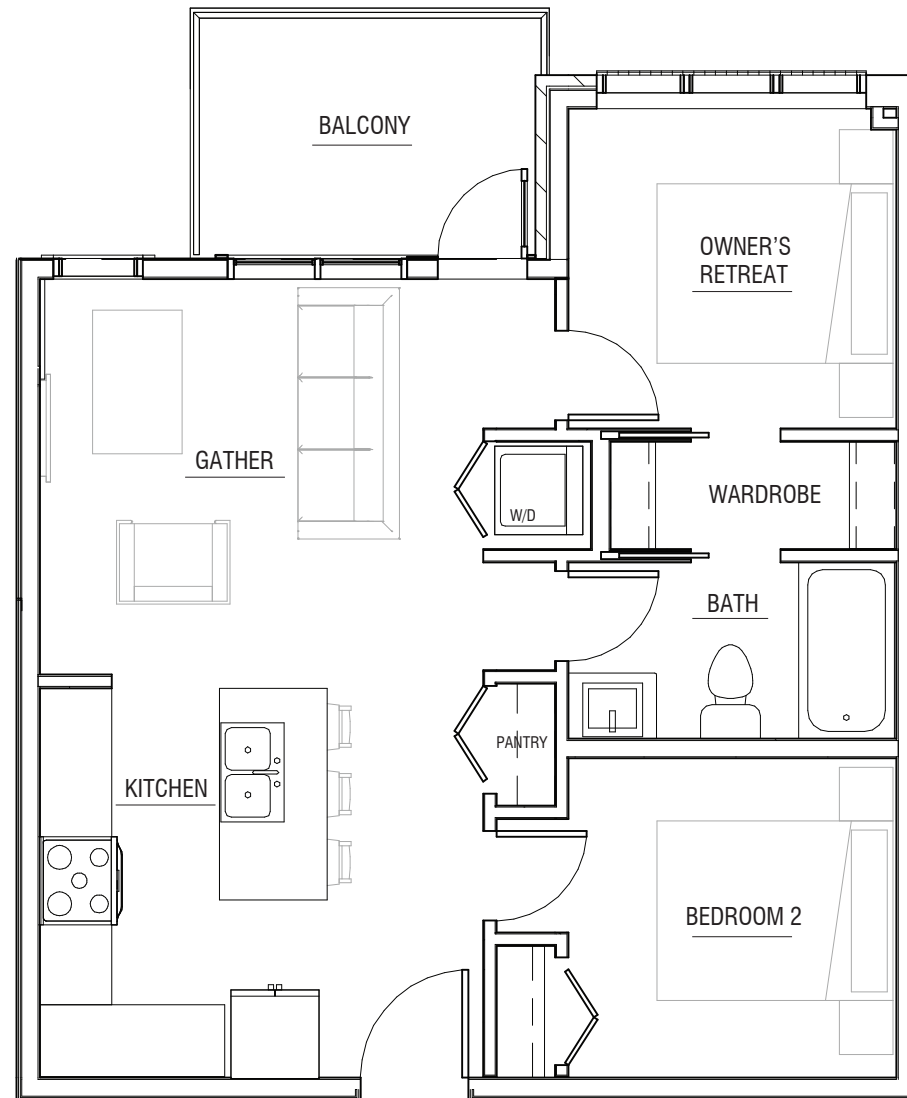 BALCONY
OWNER'S
RETREAT
GATHER
W/D
WARDROBE
BATH
PANTRY
KITCHEN
BEDROOM 2